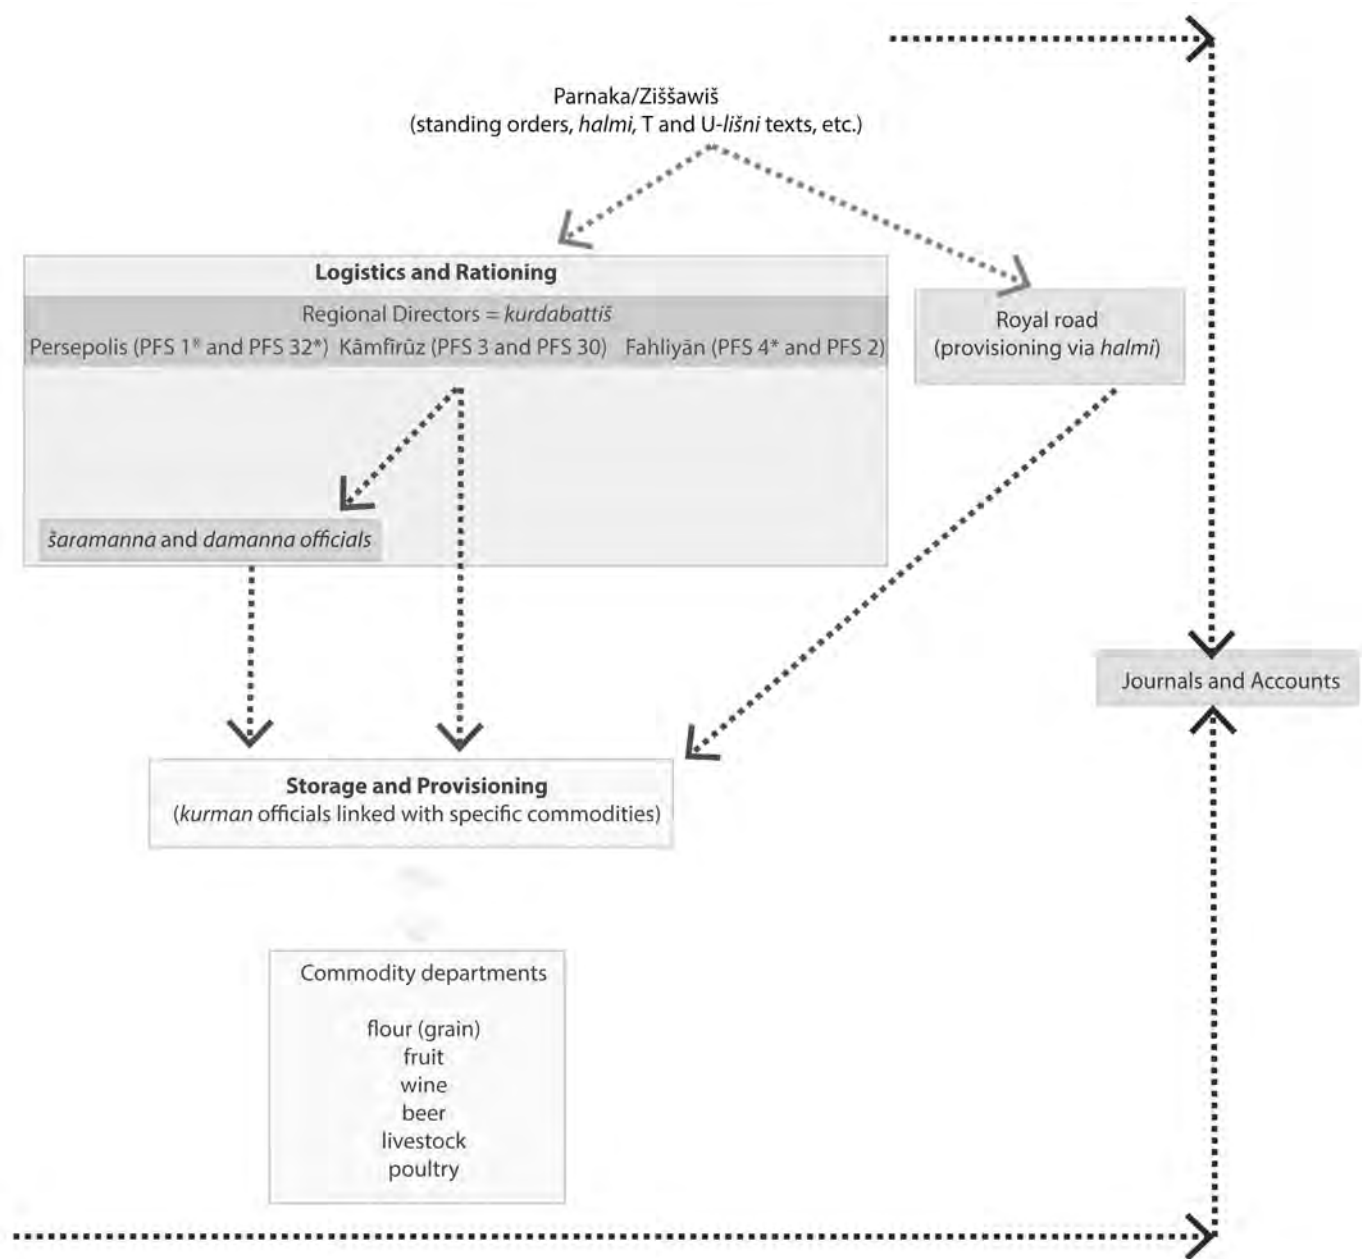 Parnaka/Ziššawiš
(standing orders, halmi, T and U-lišni texts, etc.)
Logistics and Rationing
Regional Directors = kurdabattiš
Persepolis (PFS 1* and PFS 32*) Kāmfīrūz (PFS 3 and PFS 30) Fahliyān (PFS 4* and PFS 2)
Royal road
(provisioning via halmi)
šaramanna and damanna officials
Journals and Accounts
Storage and Provisioning
(kurman officials linked with specific commodities)
Commodity departments
flour (grain)
fruit
wine
beer
livestock
poultry